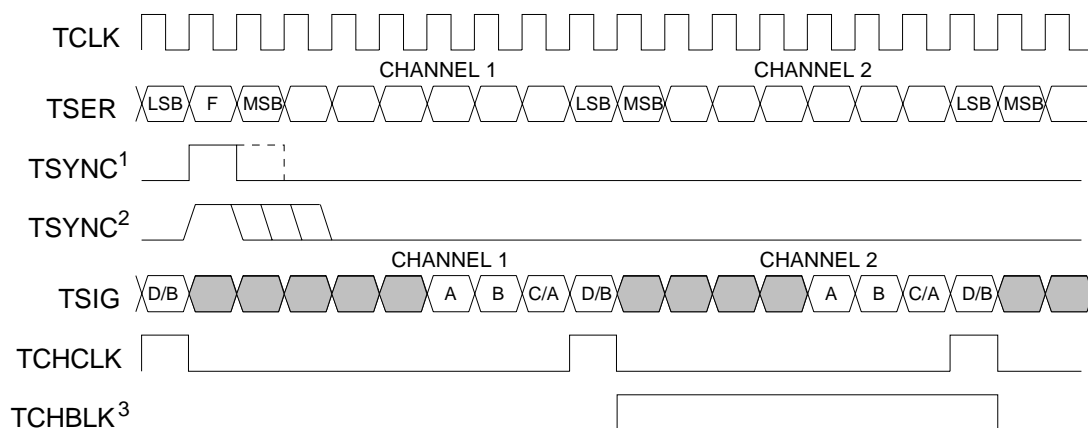 TCLK
CHANNEL 1 CHANNEL 2
TSER LSB F MSB LSB MSB LSB MSB
TSYNC1
TSYNC2
CHANNEL 1 CHANNEL 2
TSIG D/B A B C/A D/B A B C/A D/B
TCHCLK
TCHBLK3